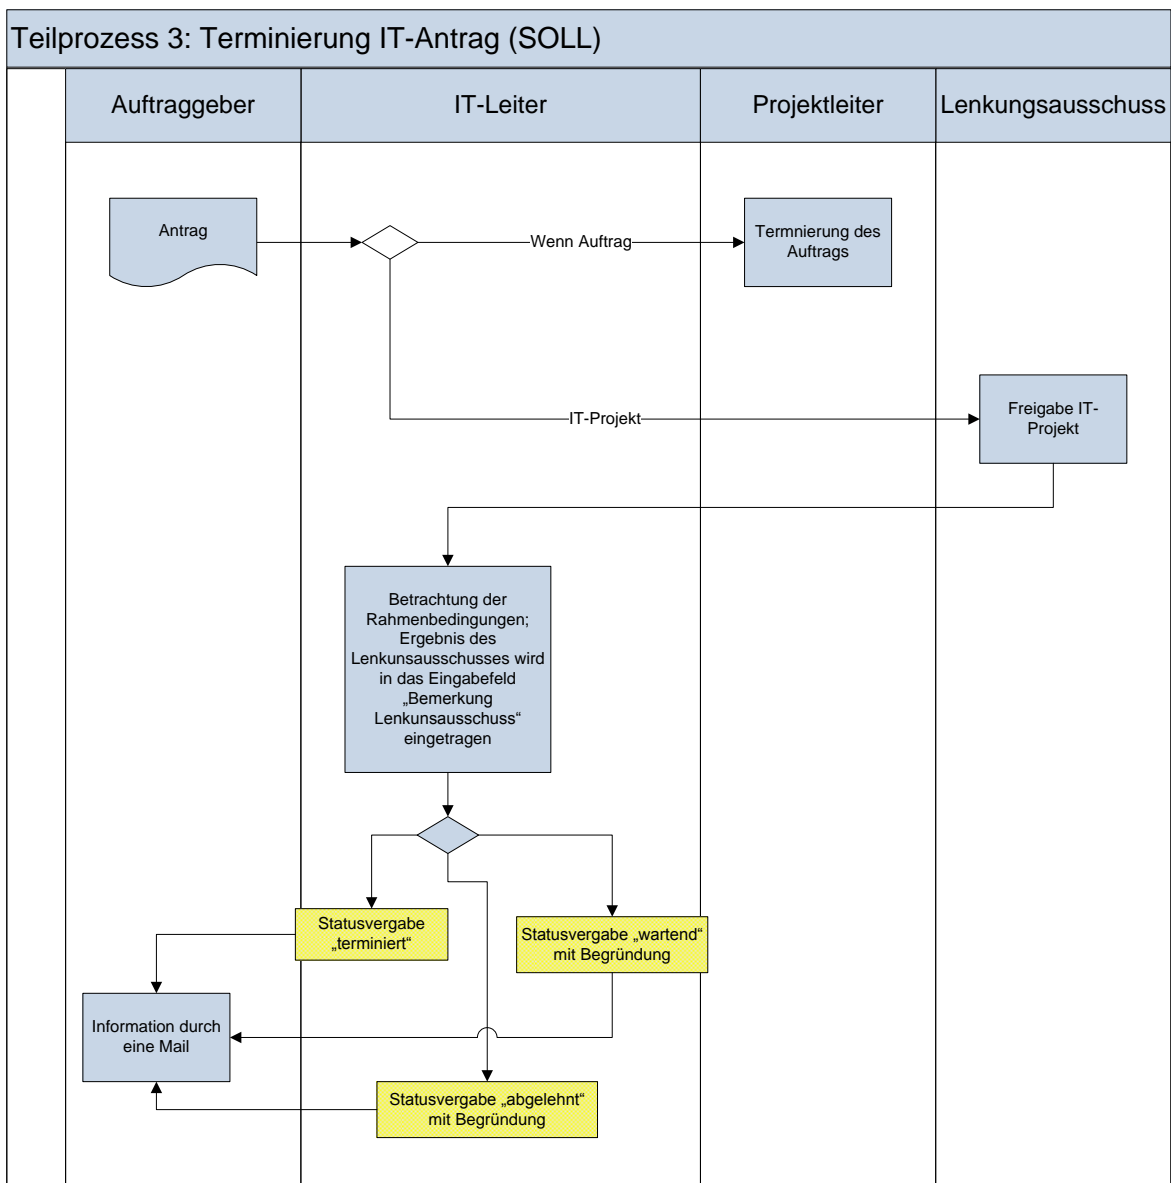 Teilprozess 3: Terminierung IT-Antrag (SOLL)
Auftraggeber
IT-Leiter
Projektleiter
Lenkungsausschuss
Antrag
Wenn Auftrag
Termnierung des
Auftrags
IT-Projekt
Freigabe IT-
Projekt
Betrachtung der
Rahmenbedingungen;
Ergebnis des
Lenkunsausschusses wird
in das Eingabefeld
„Bemerkung
Lenkunsausschuss“
eingetragen
Statusvergabe
„terminiert“
Statusvergabe „wartend“
mit Begründung
Information durch
eine Mail
Statusvergabe „abgelehnt“
mit Begründung